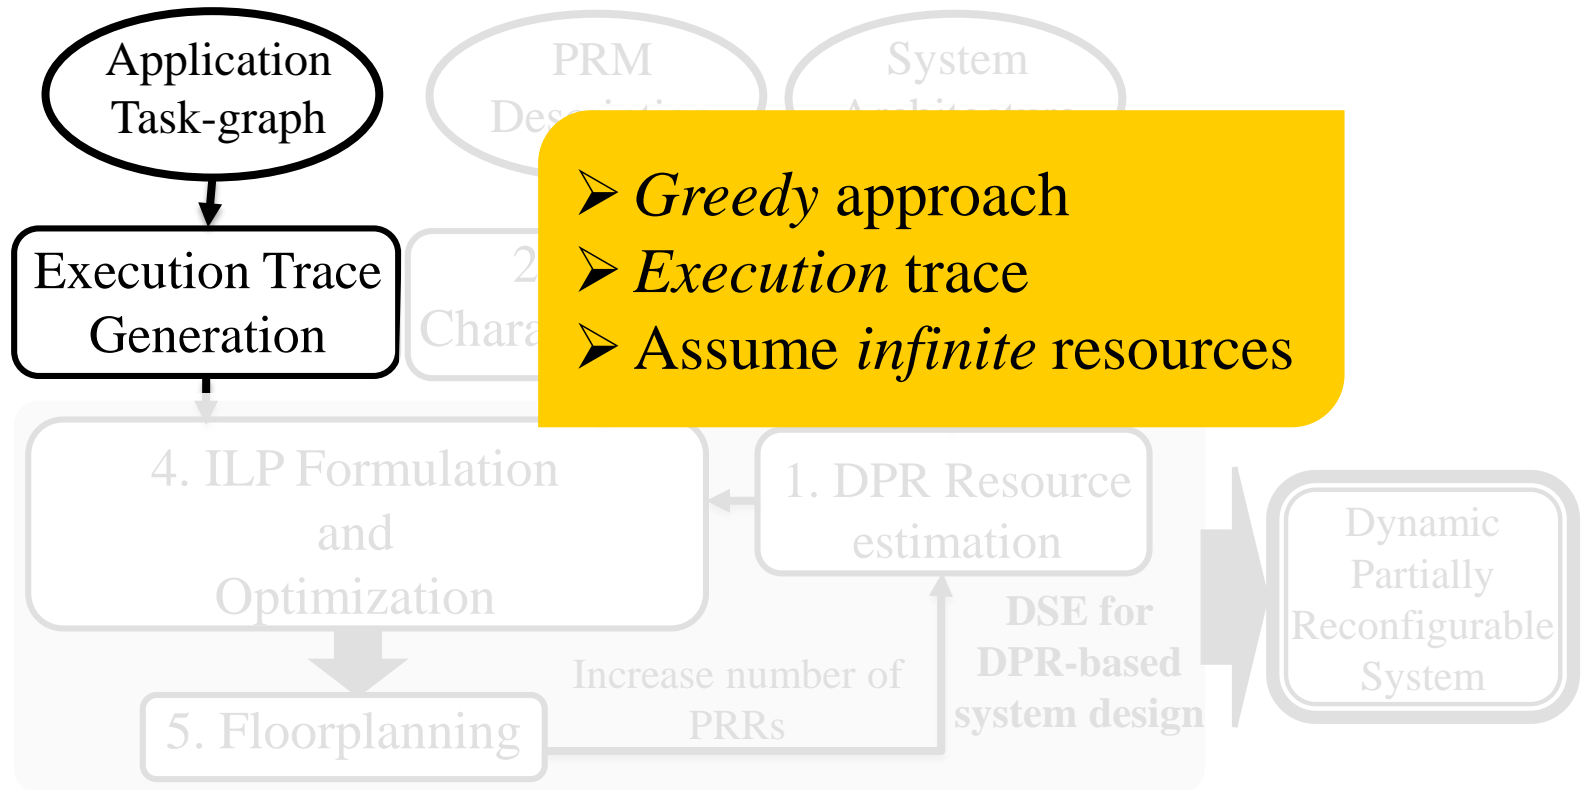 Application
Task-graph
PRM
System
Execution Trace
Generation
2
➢ Greedy approach
➢ Execution trace
➢ Assume infinite resources
4. ILP Formulation
and
Optimization
1. DPR Resource
estimation
5. Floorplanning
Increase number of
PRRs
DSE for
DPR-based
system design
Dynamic
Partially
Reconfigurable
System